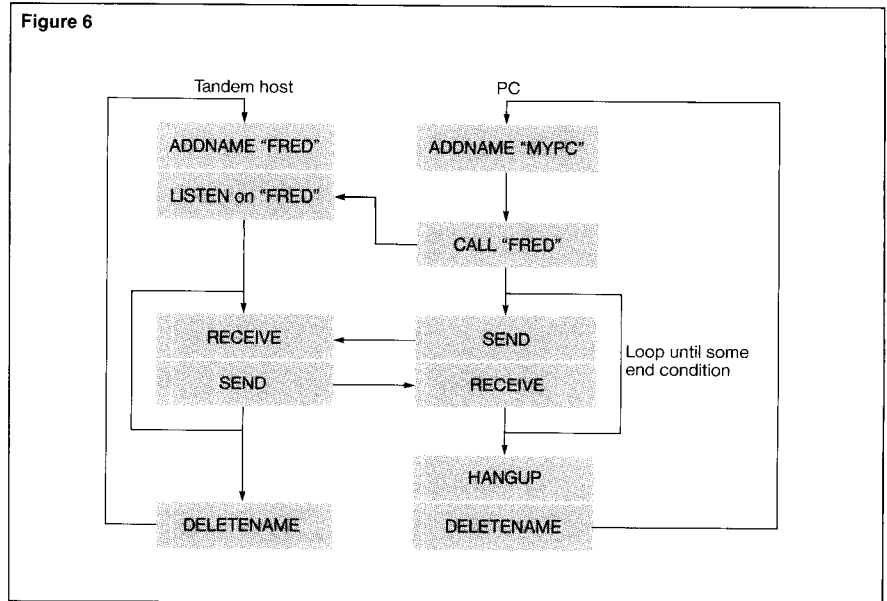 Figure 6
Tandem host
PC
ADDNAME “FRED”
ADDNAME “MYPC”
LISTEN on “FRED”
CALL “FRED”
RECEIVE
SEND
SEND
RECEIVE
Loop until some
end condition
HANGUP
DELETENAME
DELETENAME